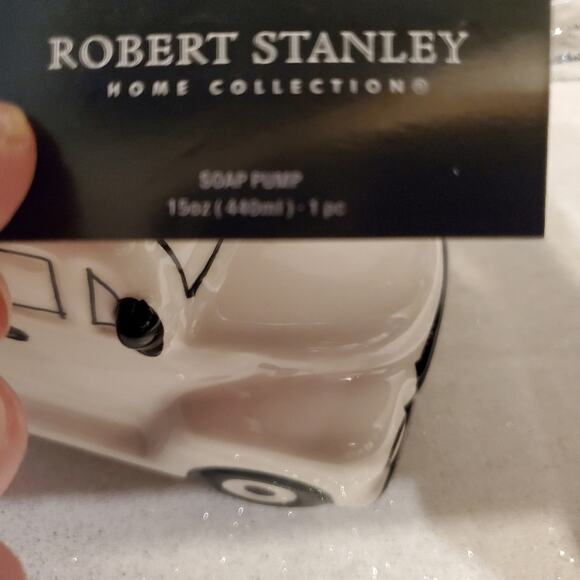 ROBERT STANLEY
HOME COLLECTION®
SOAP PUMP
15oz (440ml) - 1 pc